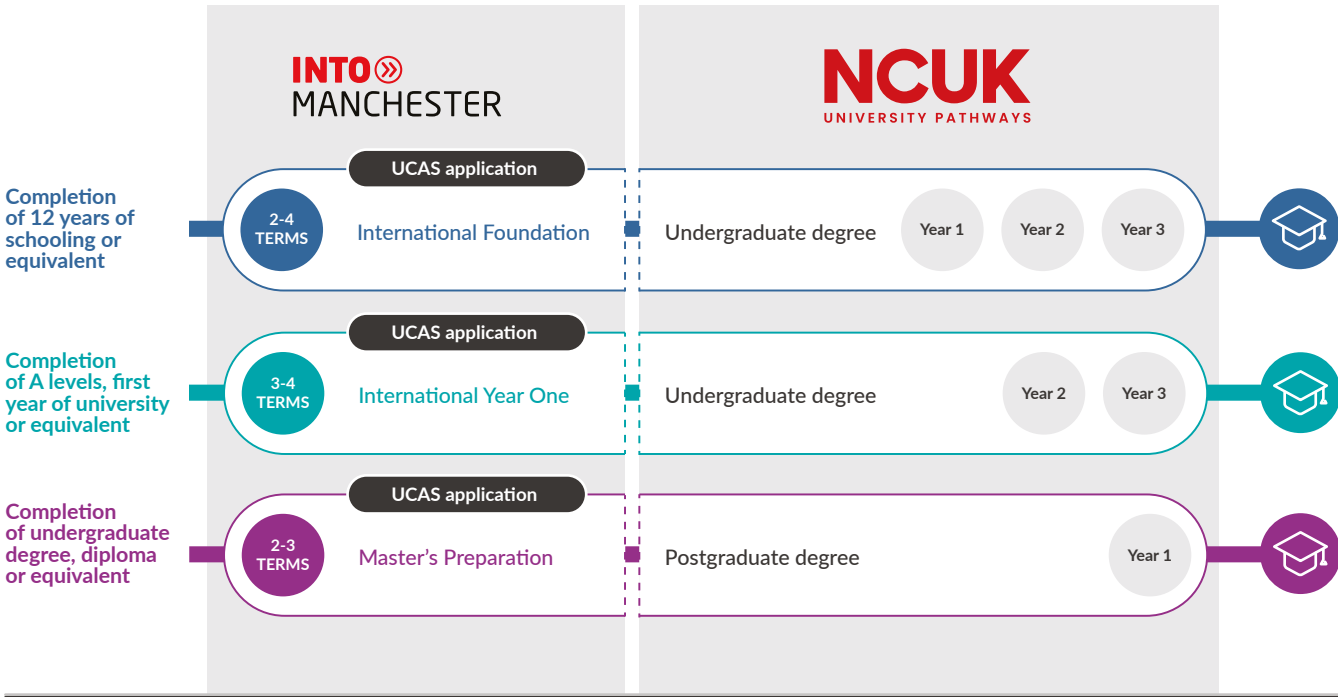 INTO
MANCHESTER
NCUK
UNIVERSITY PATHWAYS
Completion
of 12 years of
schooling or
equivalent
UCAS application
2-4
TERMS
International Foundation
Undergraduate degree
Year 1
Year 2
Year 3
Completion
of A levels, first
year of university
or equivalent
UCAS application
3-4
TERMS
International Year One
Undergraduate degree
Year 2
Year 3
Completion
of undergraduate
degree, diploma
or equivalent
UCAS application
2-3
TERMS
Master’s Preparation
Postgraduate degree
Year 1